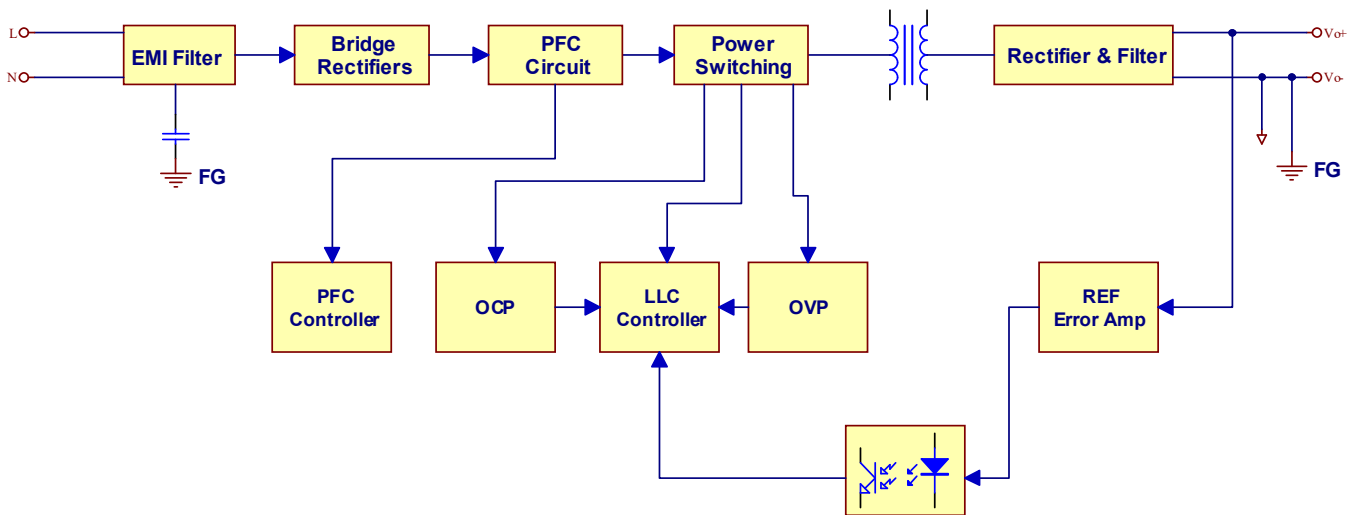 L
EMI Filter
Bridge
Rectifiers
PFC
Circuit
Power
Switching
Rectifier & Filter
Vo+
N
Vo-
FG
FG
PFC
Controller
OCP
LLC
Controller
OVP
REF
Error Amp